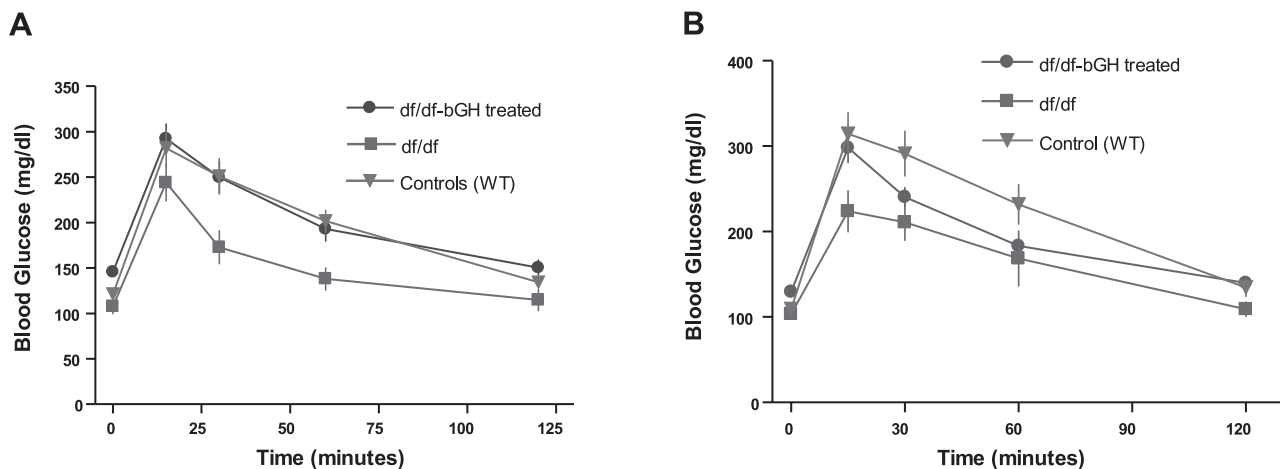 A
Blood Glucose (mg/dl)
350
300
250
200
150
100
50
0
df/df-bGH treated
df/df
Controls (WT)
0
25
50
75
100
125
Time (minutes)
B
Blood Glucose (mg/dl)
400
300
200
100
0
df/df-bGH treated
df/df
Control (WT)
0
30
60
90
120
Time (minutes)